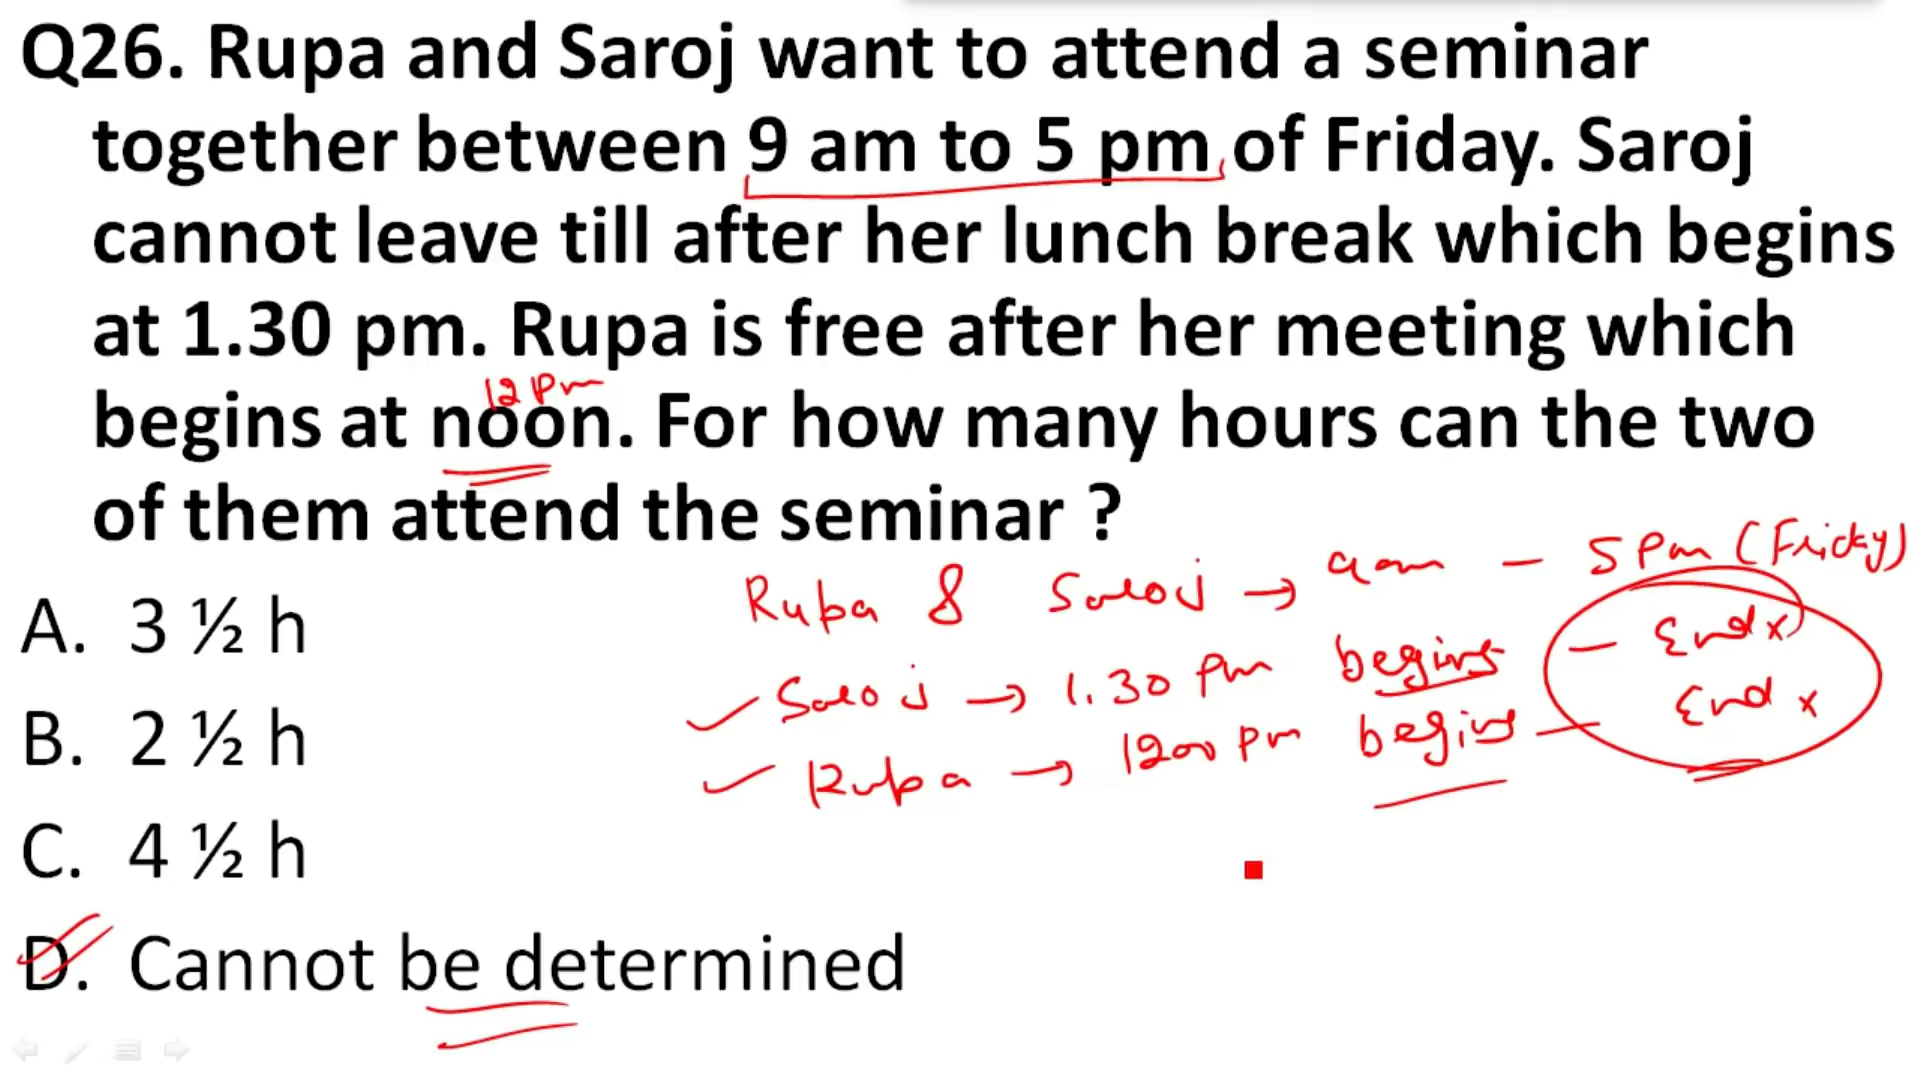 Q26. Rupa and Saroj want to attend a seminar
together between 9 am to 5 pm of Friday. Saroj
cannot leave till after her lunch break which begins
at 1.30 pm. Rupa is free after her meeting which
12 Pm
begins at noon. For how many hours can the two
of them attend the seminar ?
Rupa & Saroj → 9am – 5 Pm (Friday)
A. 3 ½ h
Saroj → 1.30 Pm begins – End x
B. 2 ½ h
Rupa → 1200 pm begins – End x
C. 4 ½ h
D. Cannot be determined